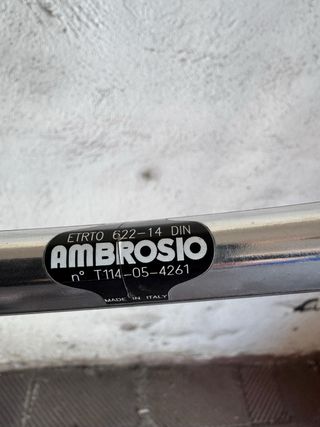 ETRTO 622-14 DIN
AMBROSIO
n° T114-05-4261
MADE IN ITALY